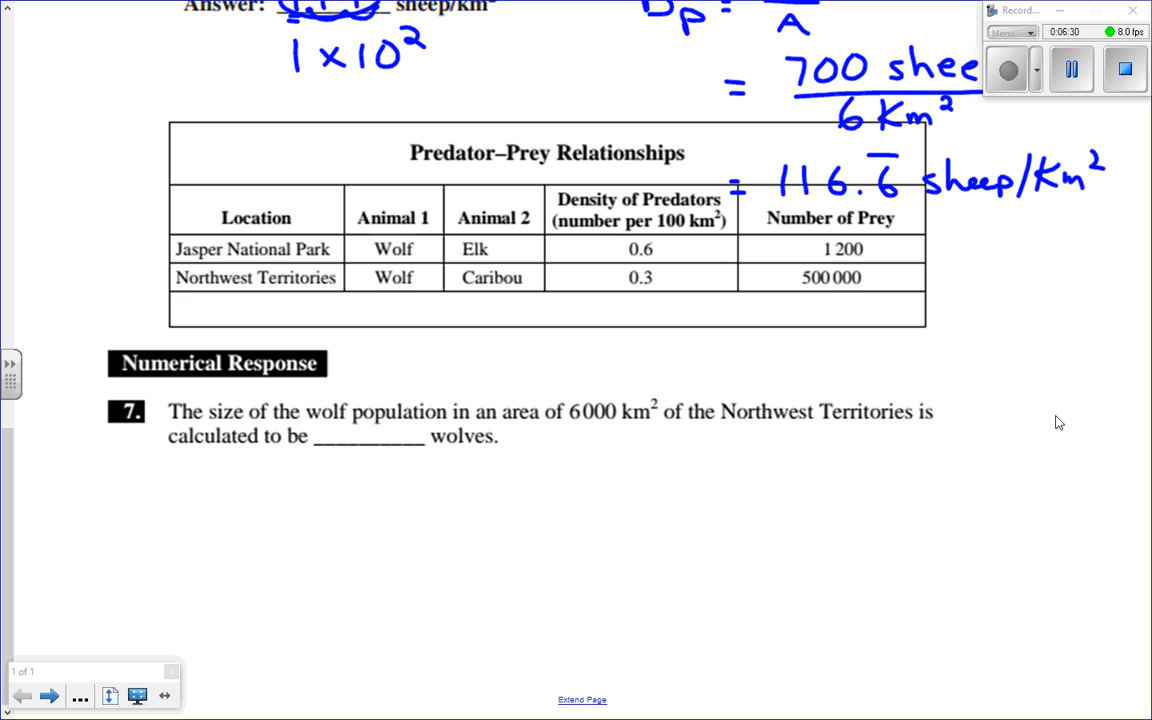 Answer: sheep/km²
1 x 10²
= A
= 700 shee
6 Km²
= 116.6̅ sheep/Km²
Record...
Menu
0:06:30 8.0 fps
Predator–Prey Relationships
Location Animal 1 Animal 2 Density of Predators (number per 100 km²) Number of Prey
Jasper National Park Wolf Elk 0.6 1 200
Northwest Territories Wolf Caribou 0.3 500 000
Numerical Response
7. The size of the wolf population in an area of 6 000 km² of the Northwest Territories is
calculated to be __________ wolves.
1 of 1
Extend Page